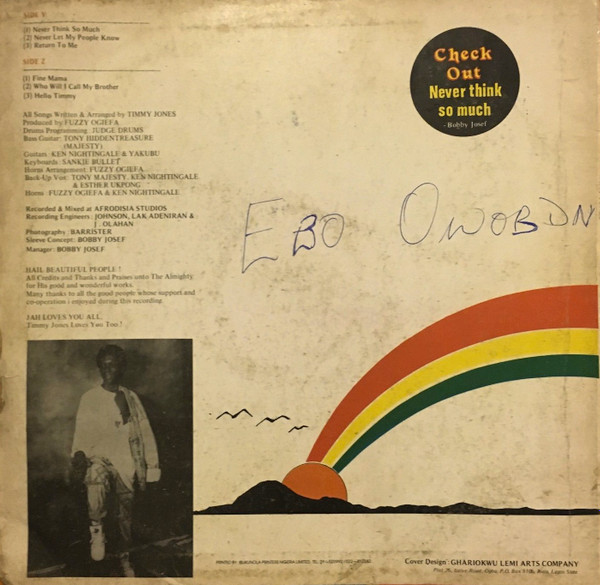 SIDE 1
(1) Never Think So Much
(2) Never Let My People Know
(3) Return To Me
SIDE 2
(1) Fine Mama
(2) Who Will I Call My Brother
(3) Hello Timmy
All Songs Written & Arranged by TIMMY JONES
Produced by FUZZY OGIEFA
Drums Programming: JUDGE DRUMS
Bass Guitar: TONY HIDDENTREASURE
(MAJESTY)
Guitars: KEN NIGHTINGALE & YAKUBU
Keyboards: SANKIE BULLET
Horns Arrangement: FUZZY OGIEFA
Back-Up Voice: TONY MAJESTY, KEN NIGHTINGALE
& ESTHER UKPONG
Horns: FUZZY OGIEFA & KEN NIGHTINGALE
Recorded & Mixed at AFRODISIA STUDIOS
Recording Engineers: JOHNSON, LAK ADENIRAN &
OLAHAN
Photography: BARRISTER
Sleeve Concept: BOBBY JOSEF
Manager: BOBBY JOSEF
HAIL BEAUTIFUL PEOPLE!
All Credits and Thanks and Praises unto The Almighty
for His good and wonderful works.
Many thanks to all the good people whose support and
co-operation i enjoyed during this recording.
JAH LOVES YOU ALL.
Timmy Jones Loves You Too!
Check
Out
Never think
so much
- Bobby Josef
EBO OWOBDN
Cover Design: GHARIOKWU LEMI ARTS COMPANY